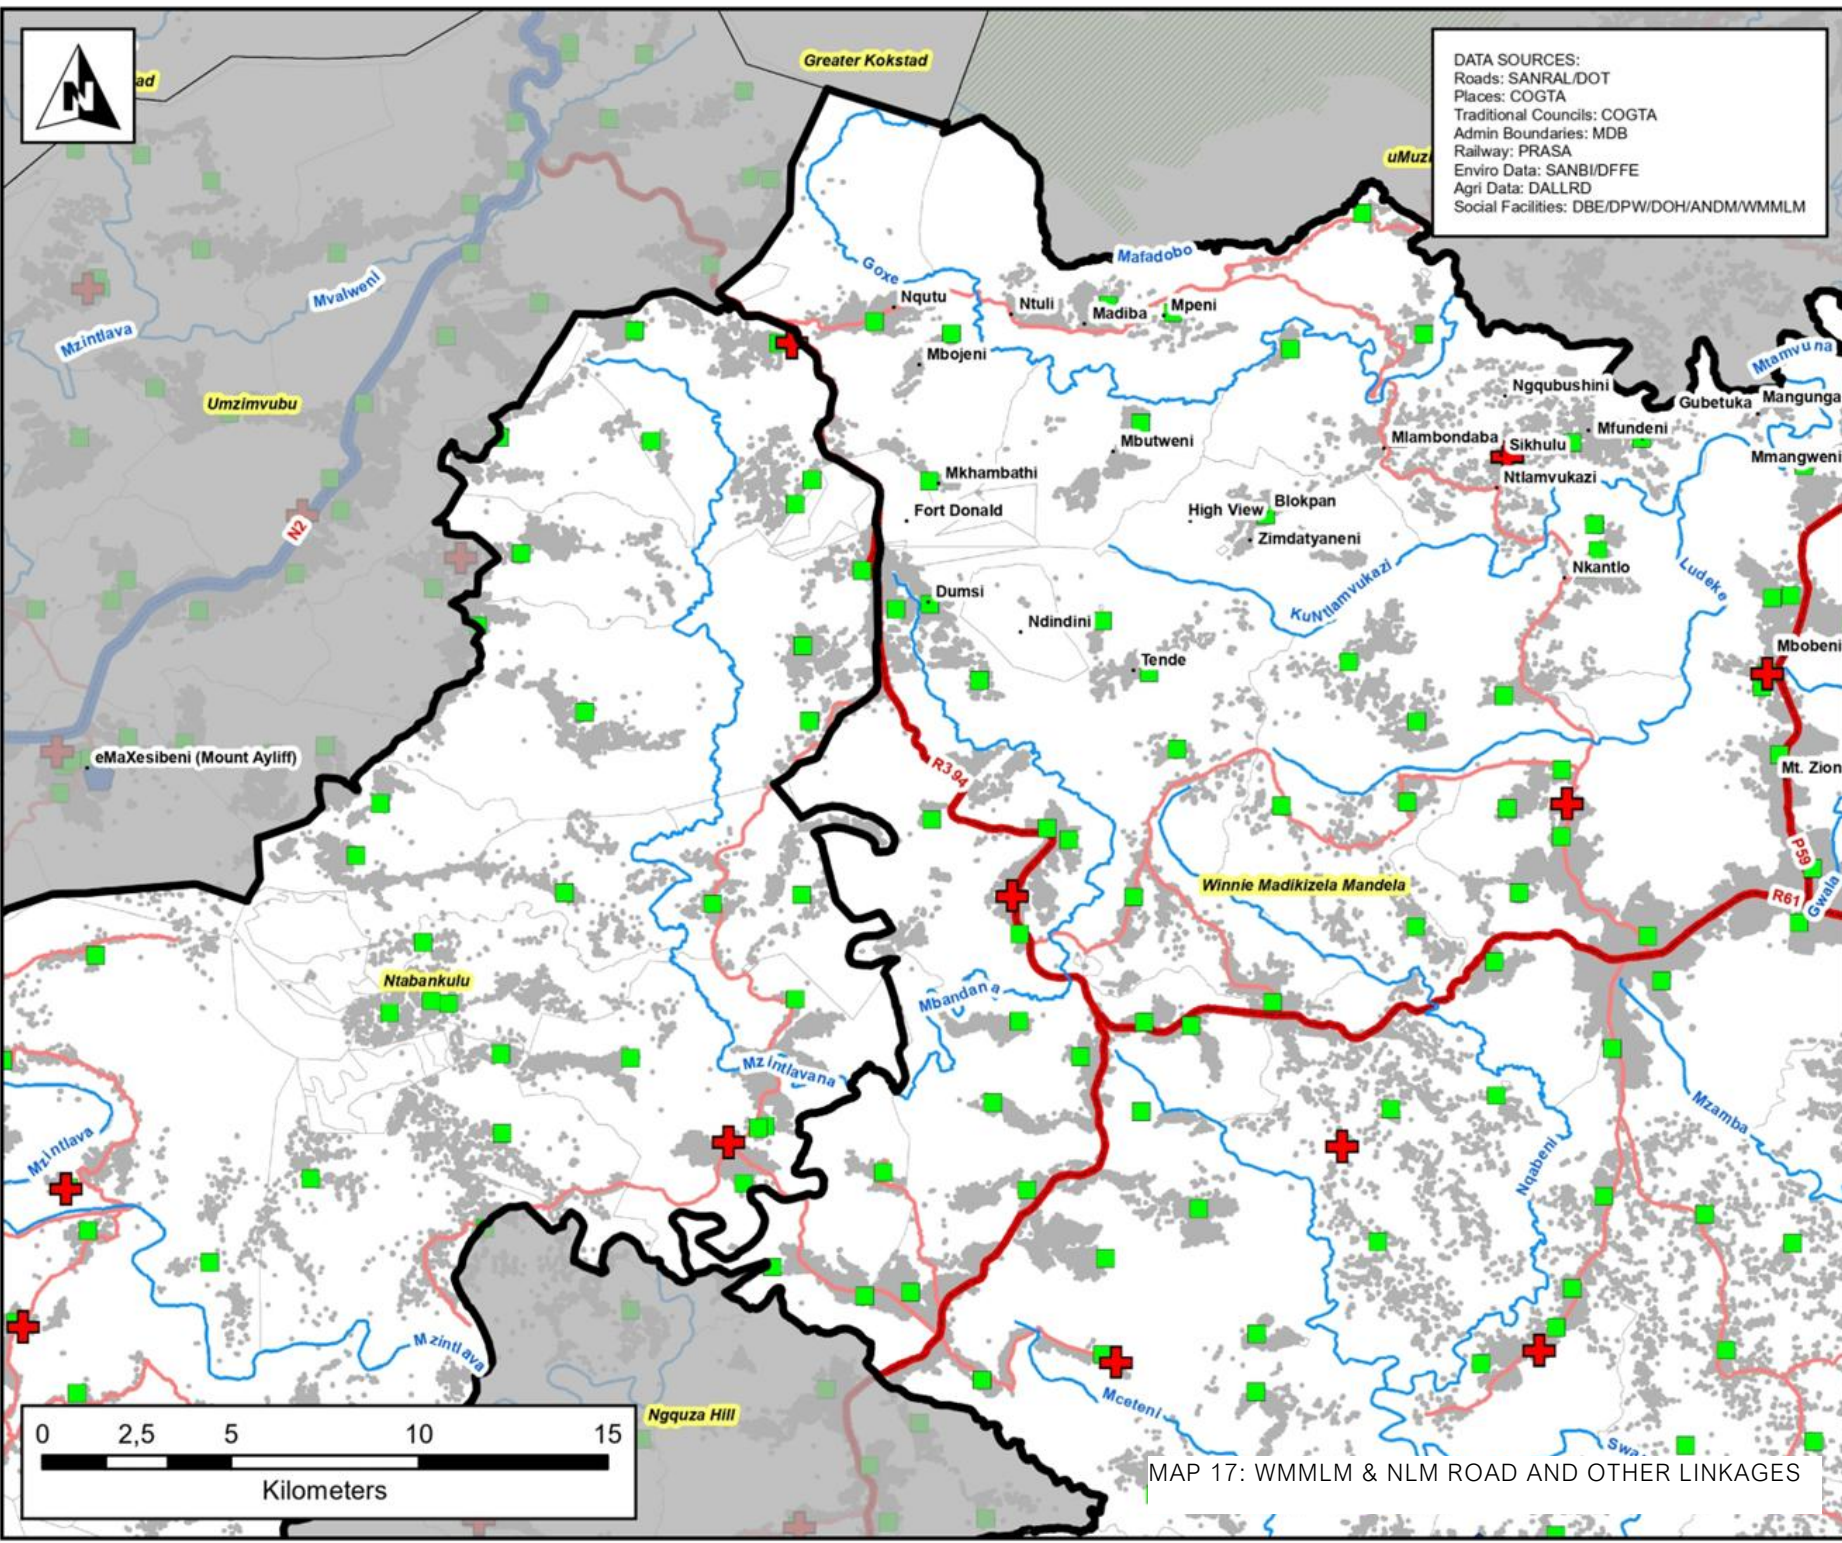 N
ad
Greater Kokstad
DATA SOURCES:
Roads: SANRAL/DOT
Places: COGTA
Traditional Councils: COGTA
Admin Boundaries: MDB
Railway: PRASA
Enviro Data: SANBI/DFFE
Agri Data: DALLRD
Social Facilities: DBE/DPW/DOH/ANDM/WMMLM
uMuzi
Mafadobo
Goxe
Mvalweni
Nqutu
Ntuli
Madiba
Mpeni
Mzintlava
Mbojeni
Mtamvuna
Umzimvubu
Ngqubushini
Gubetuka
Mangunga
Mbutweni
Mlambondaba
Sikhulu
Mfundeni
Mmangweni
Mkhambathi
Ntlamvukazi
Fort Donald
High View
Blokpan
N2
Zimdatyaneni
Nkantlo
Ludeke
KuNtlamvukazi
Dumsi
Ndindini
Tende
Mbobeni
eMaXesibeni (Mount Ayliff)
R394
Mt. Zion
P59
Winnie Madikizela Mandela
R61
Gwala
Ntabankulu
Mbandana
Mzintlavana
Mzamba
Mzintlava
Nqabeni
Mzintlava
Mceteni
Ngquza Hill
Swa
0 2,5 5 10 15
Kilometers
MAP 17: WMMLM & NLM ROAD AND OTHER LINKAGES